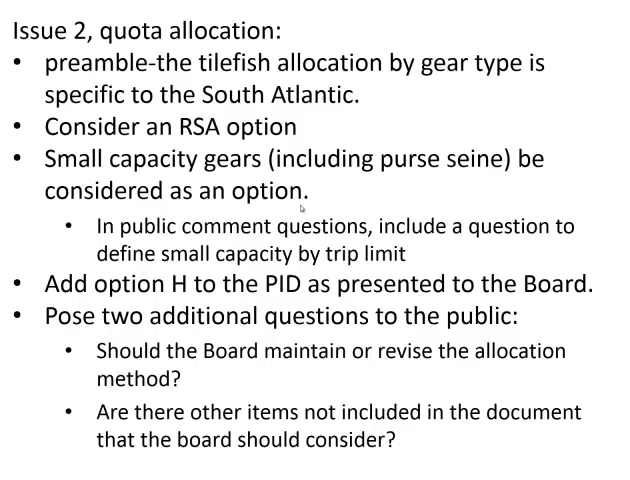 Issue 2, quota allocation:
• preamble-the tilefish allocation by gear type is
specific to the South Atlantic.
• Consider an RSA option
• Small capacity gears (including purse seine) be
considered as an option.
• In public comment questions, include a question to
define small capacity by trip limit
• Add option H to the PID as presented to the Board.
• Pose two additional questions to the public:
• Should the Board maintain or revise the allocation
method?
• Are there other items not included in the document
that the board should consider?